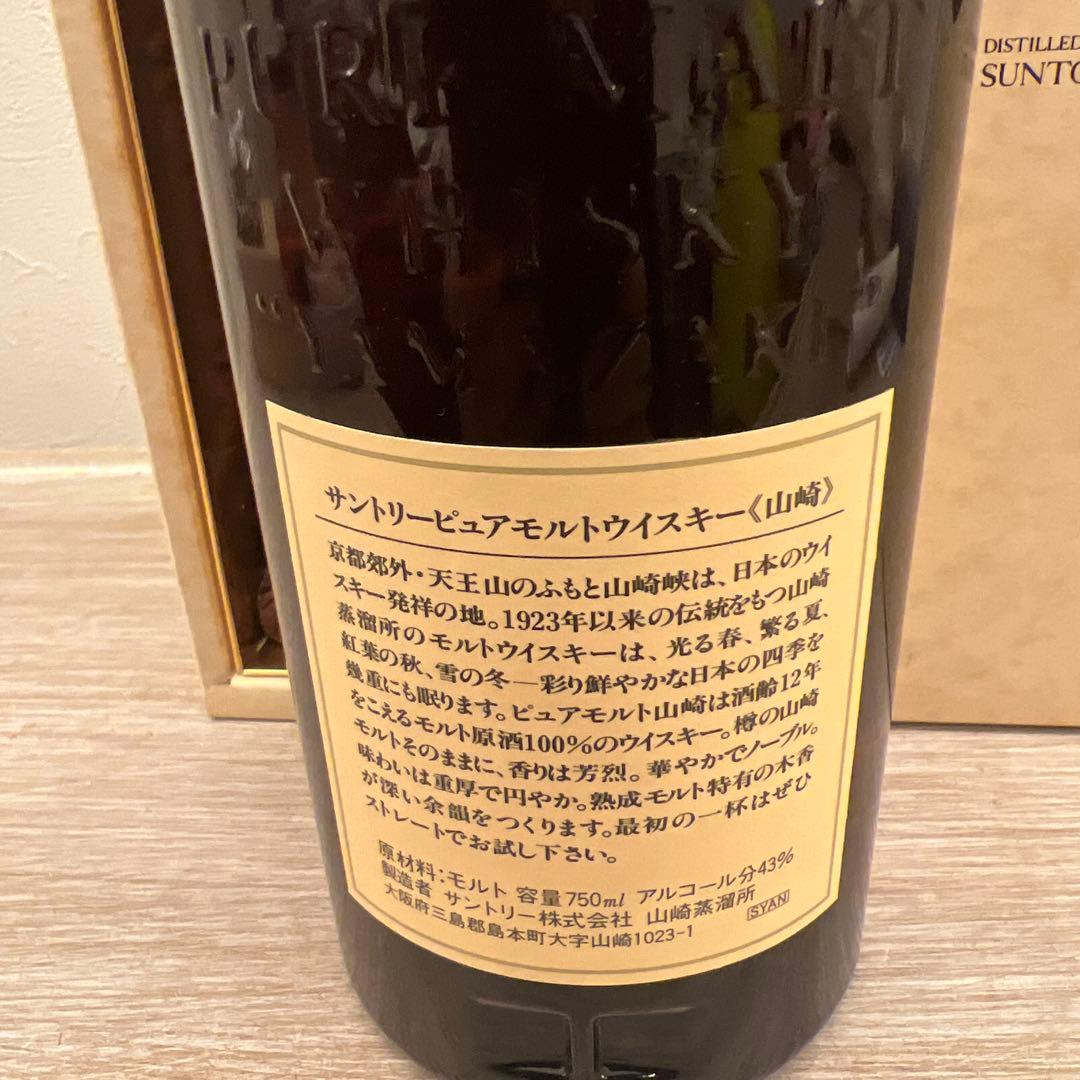 PURE MALT
DISTILLED
SUNTO
サントリーピュアモルトウイスキー《山崎》
京都郊外・天王山のふもと山崎峡は、日本のウイ
スキー発祥の地。1923年以来の伝統をもつ山崎
蒸溜所のモルトウイスキーは、光る春、繁る夏、
紅葉の秋、雪の冬—彩り鮮やかな日本の四季を
幾重にも眠ります。ピュアモルト山崎は酒齢12年
をこえるモルト原酒100%のウイスキー。樽の山崎
モルトそのままに、香りは芳烈。華やかでノーブル。
味わいは重厚で円やか。熟成モルト特有の木香
が深い余韻をつくります。最初の一杯はぜひ
ストレートでお試し下さい。
原材料：モルト 容量750ml アルコール分43%
製造者 サントリー株式会社 山崎蒸溜所
大阪府三島郡島本町大字山崎1023-1 SYAN